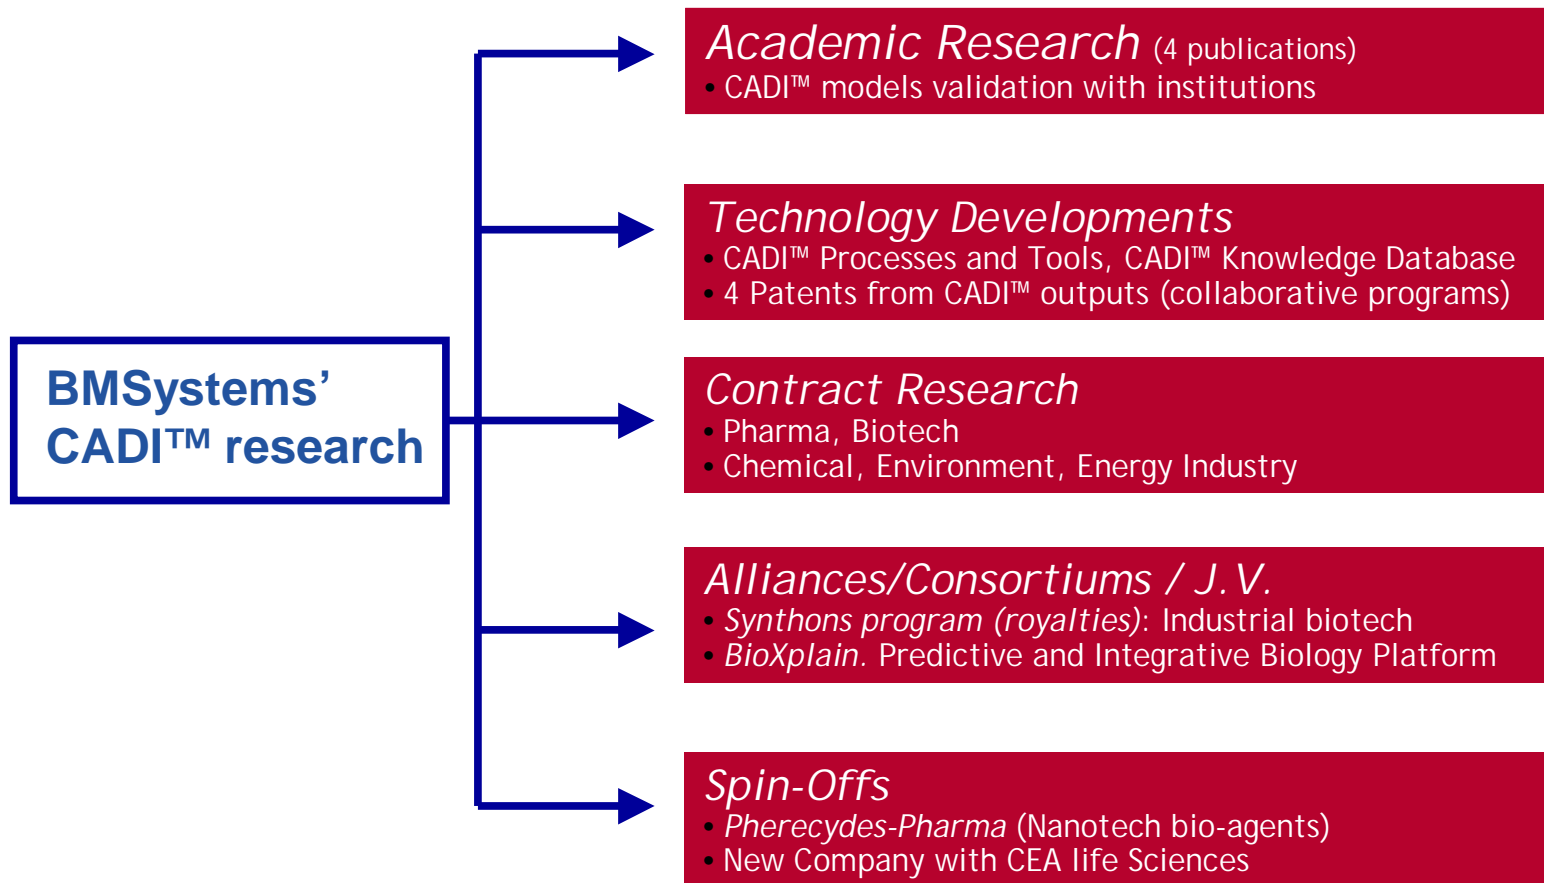 BMSystems’
CADI™ research
Academic Research (4 publications)
• CADI™ models validation with institutions
Technology Developments
• CADI™ Processes and Tools, CADI™ Knowledge Database
• 4 Patents from CADI™ outputs (collaborative programs)
Contract Research
• Pharma, Biotech
• Chemical, Environment, Energy Industry
Alliances/Consortiums / J.V.
• Synthons program (royalties): Industrial biotech
• BioXplain. Predictive and Integrative Biology Platform
Spin-Offs
• Pherecydes-Pharma (Nanotech bio-agents)
• New Company with CEA life Sciences